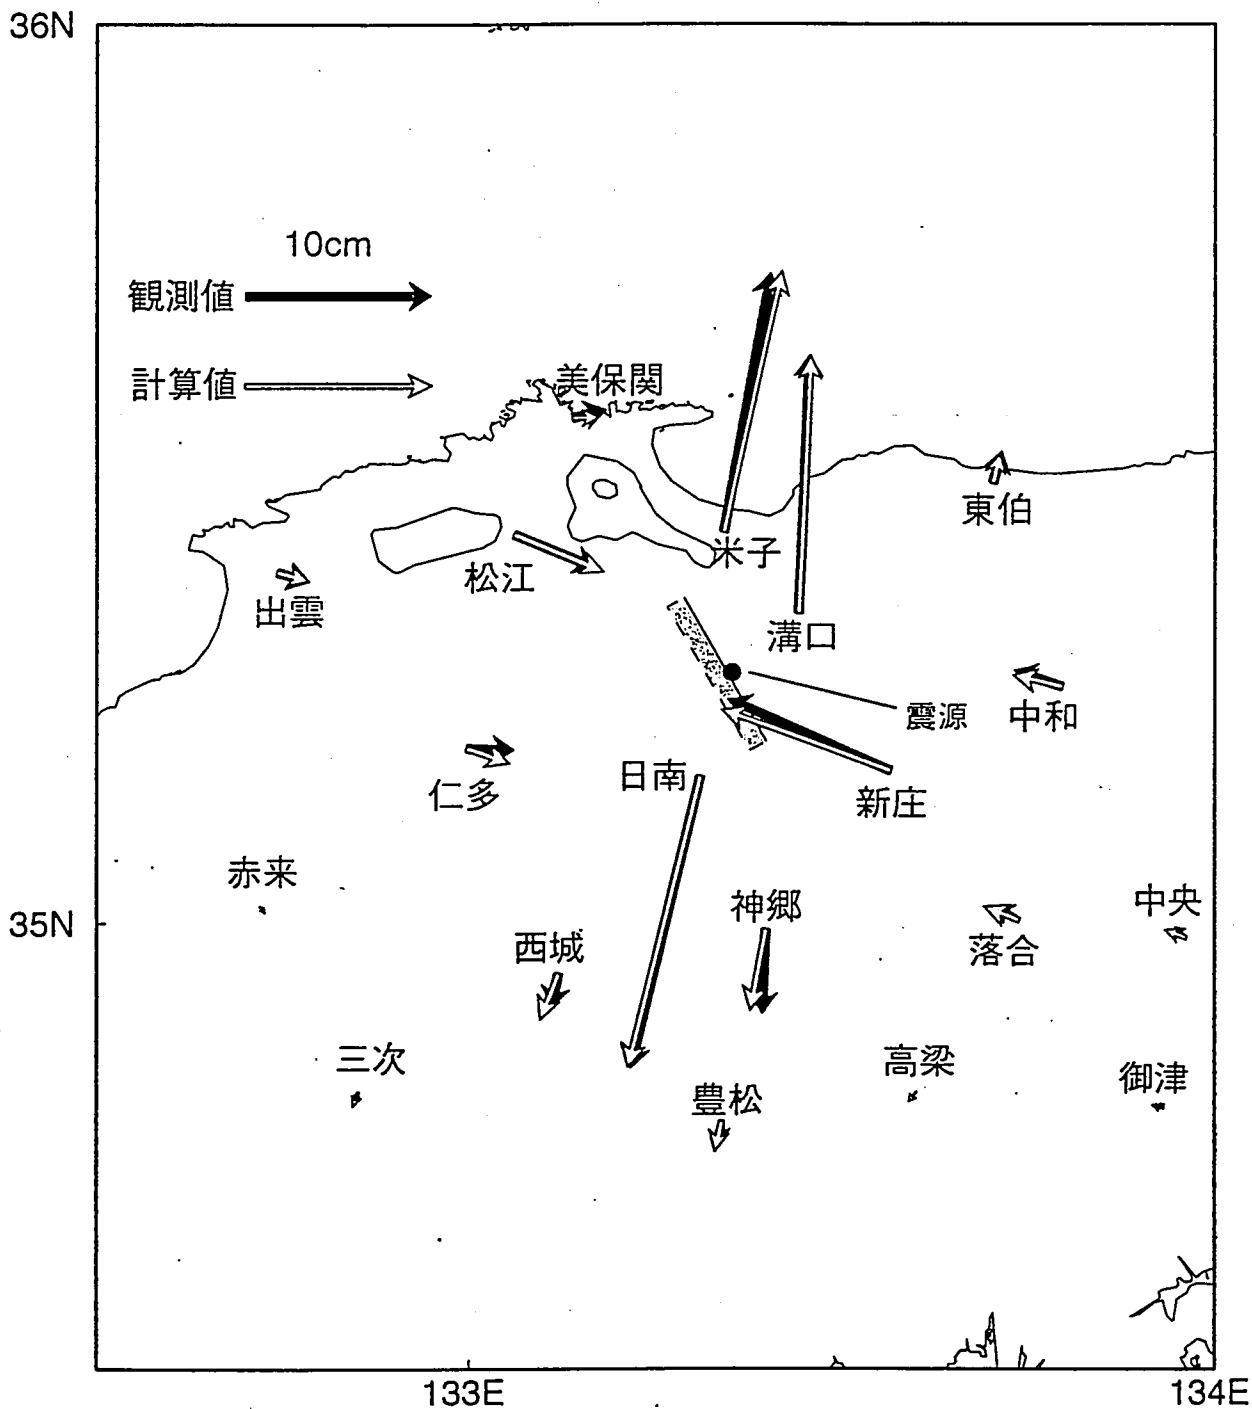 36N
10cm
観測値
計算値
美保関
東伯
米子
松江
出雲
溝口
震源
中和
日南
仁多
新庄
赤来
神郷
中央
35N
西城
落合
三次
高梁
御津
豊松
133E
134E